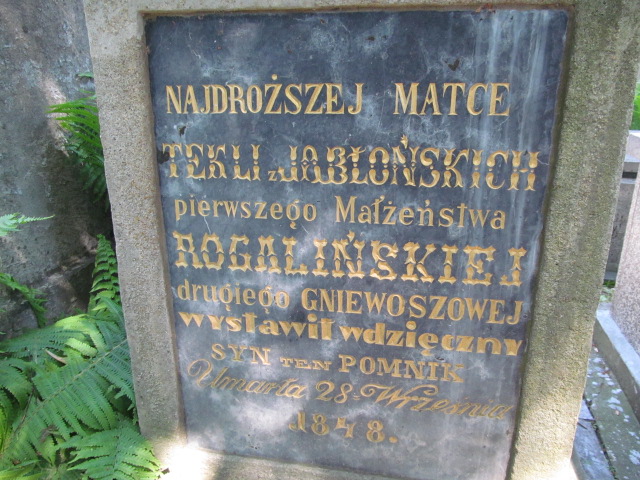 NAJDROŻSZEJ MATCE
TEKLI z JABŁOŃSKICH
pierwszego Małżeństwa
ROGALIŃSKIEJ
drugiego GNIEWOSZOWEJ
wystawił wdzięczny
SYN TEN POMNIK
Umarła 28 Września
1848.